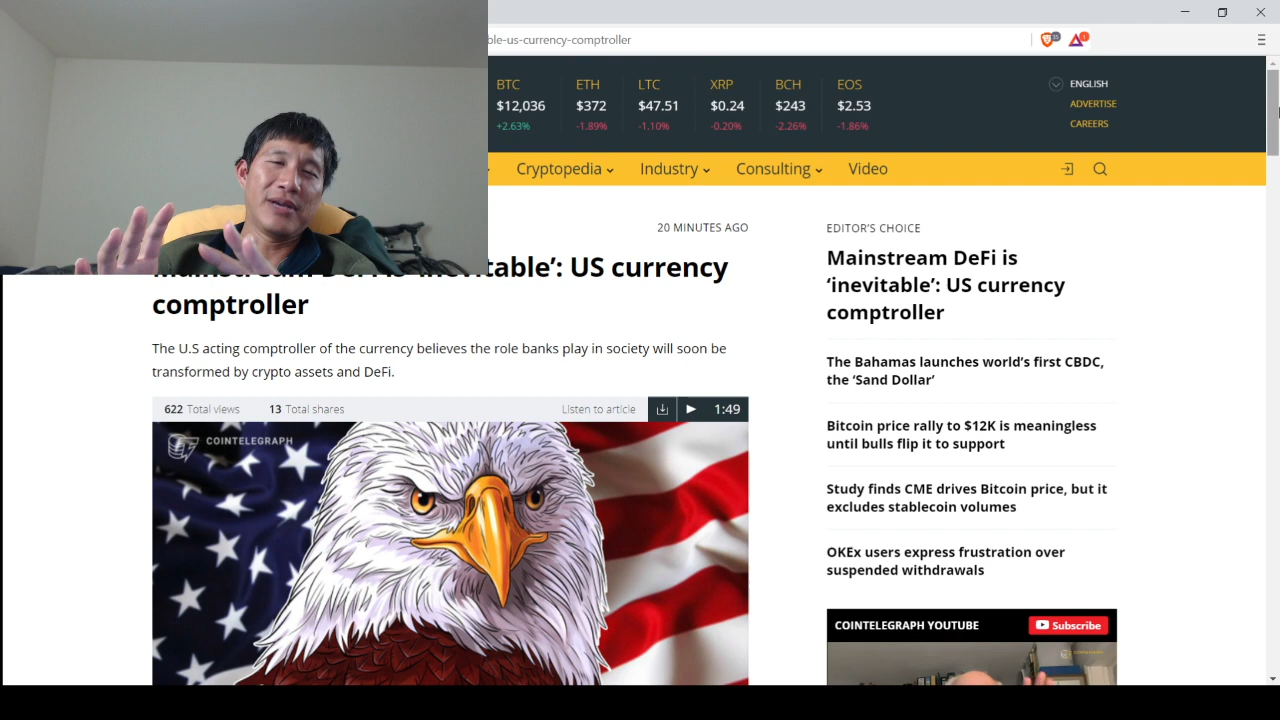 ble-us-currency-comptroller
35
1
BTC ETH LTC XRP BCH EOS
$12,036 $372 $47.51 $0.24 $243 $2.53
+2.63% -1.89% -1.10% -0.20% -2.26% -1.86%
ENGLISH
ADVERTISE
CAREERS
Cryptopedia Industry Consulting Video
20 MINUTES AGO
table’: US currency
comptroller
The U.S acting comptroller of the currency believes the role banks play in society will soon be
transformed by crypto assets and DeFi.
622 Total views 13 Total shares Listen to article 1:49
COINTELEGRAPH
EDITOR’S CHOICE
Mainstream DeFi is
‘inevitable’: US currency
comptroller
The Bahamas launches world’s first CBDC,
the ‘Sand Dollar’
Bitcoin price rally to $12K is meaningless
until bulls flip it to support
Study finds CME drives Bitcoin price, but it
excludes stablecoin volumes
OKEx users express frustration over
suspended withdrawals
COINTELEGRAPH YOUTUBE Subscribe